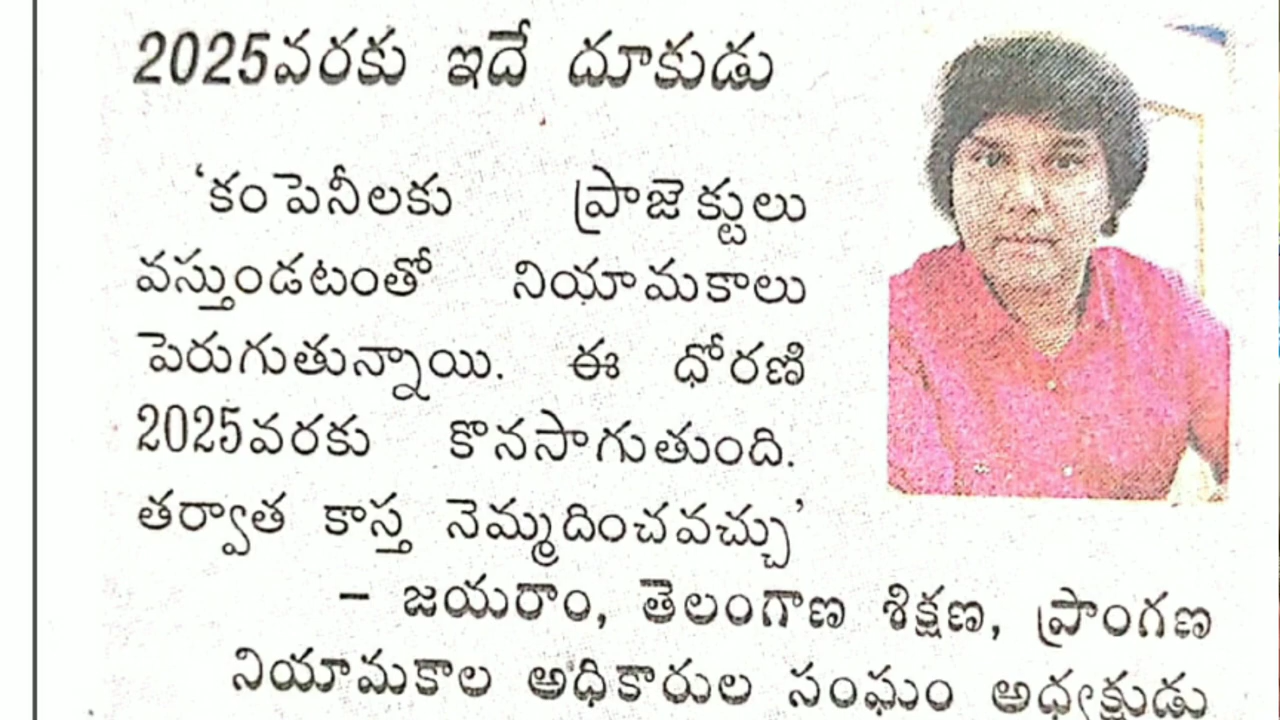 2025వరకు ఇదే దూకుడు
‘కంపెనీలకు ప్రాజెక్టులు
వస్తుండటంతో నియామకాలు
పెరుగుతున్నాయి. ఈ ధోరణి
2025వరకు కొనసాగుతుంది.
తర్వాత కాస్త నెమ్మదించవచ్చు’
– జయరాం, తెలంగాణ శిక్షణ, ప్రాంగణ
నియామకాల అధికారుల సంఘం అధ్యక్షుడు